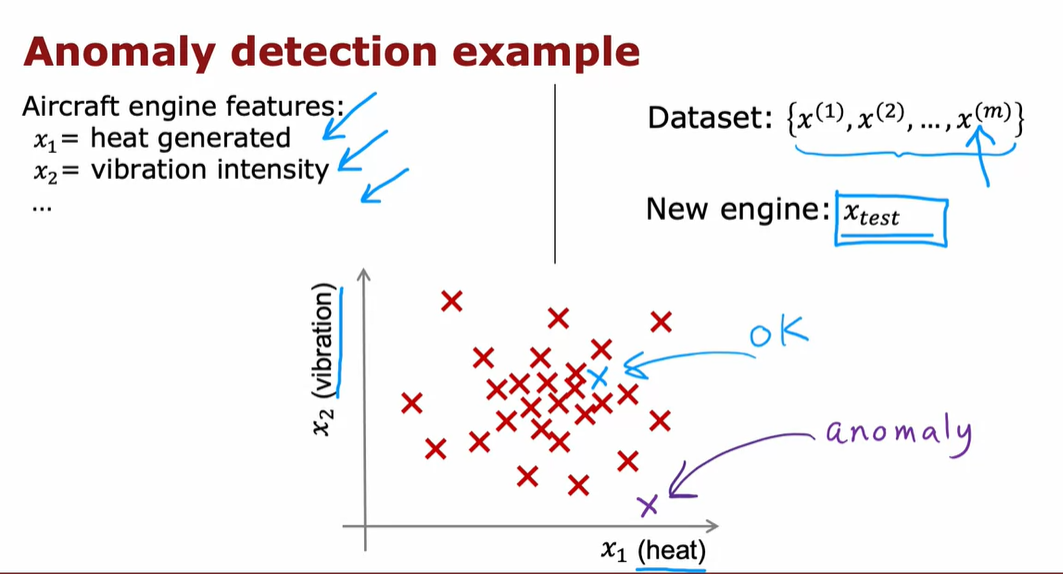 Anomaly detection example
Aircraft engine features:
x₁ = heat generated
x₂ = vibration intensity
...
Dataset: {x⁽¹⁾, x⁽²⁾, ..., x⁽ᵐ⁾}
New engine: xₜₑₛₜ
x₂ (vibration)
OK
anomaly
x₁ (heat)